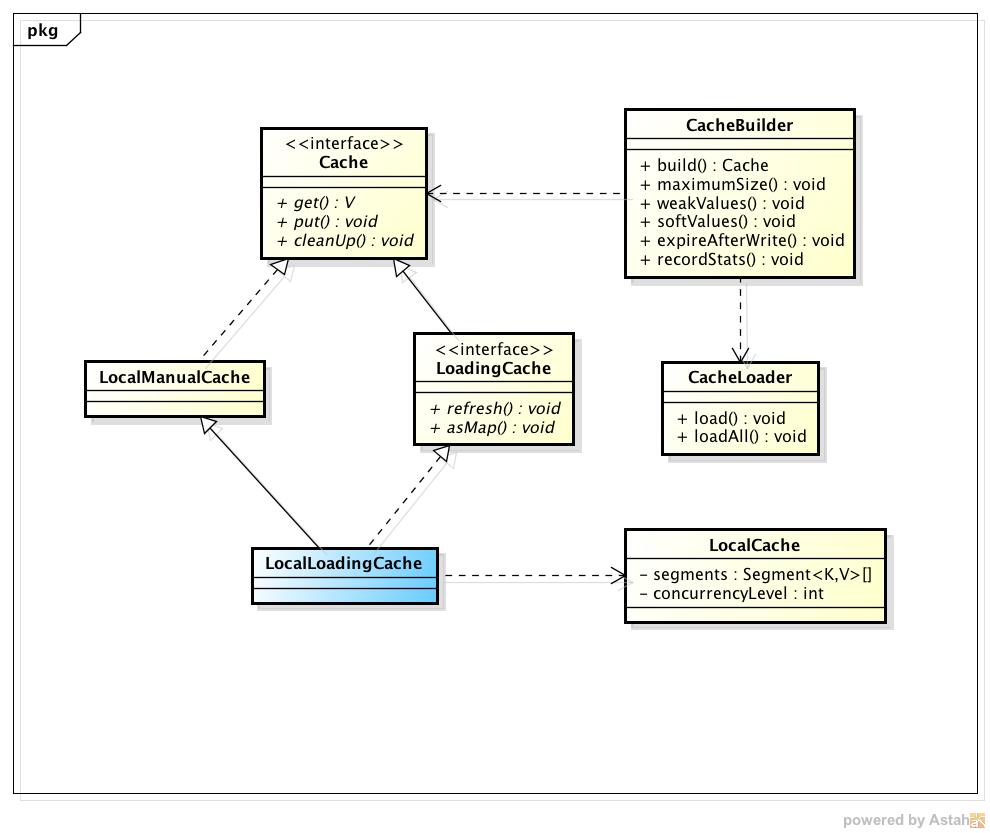 pkg
<<interface>>
Cache
+ get() : V
+ put() : void
+ cleanUp() : void
CacheBuilder
+ build() : Cache
+ maximumSize() : void
+ weakValues() : void
+ softValues() : void
+ expireAfterWrite() : void
+ recordStats() : void
LocalManualCache
<<interface>>
LoadingCache
+ refresh() : void
+ asMap() : void
CacheLoader
+ load() : void
+ loadAll() : void
LocalLoadingCache
LocalCache
- segments : Segment<K,V>[]
- concurrencyLevel : int
powered by Astah